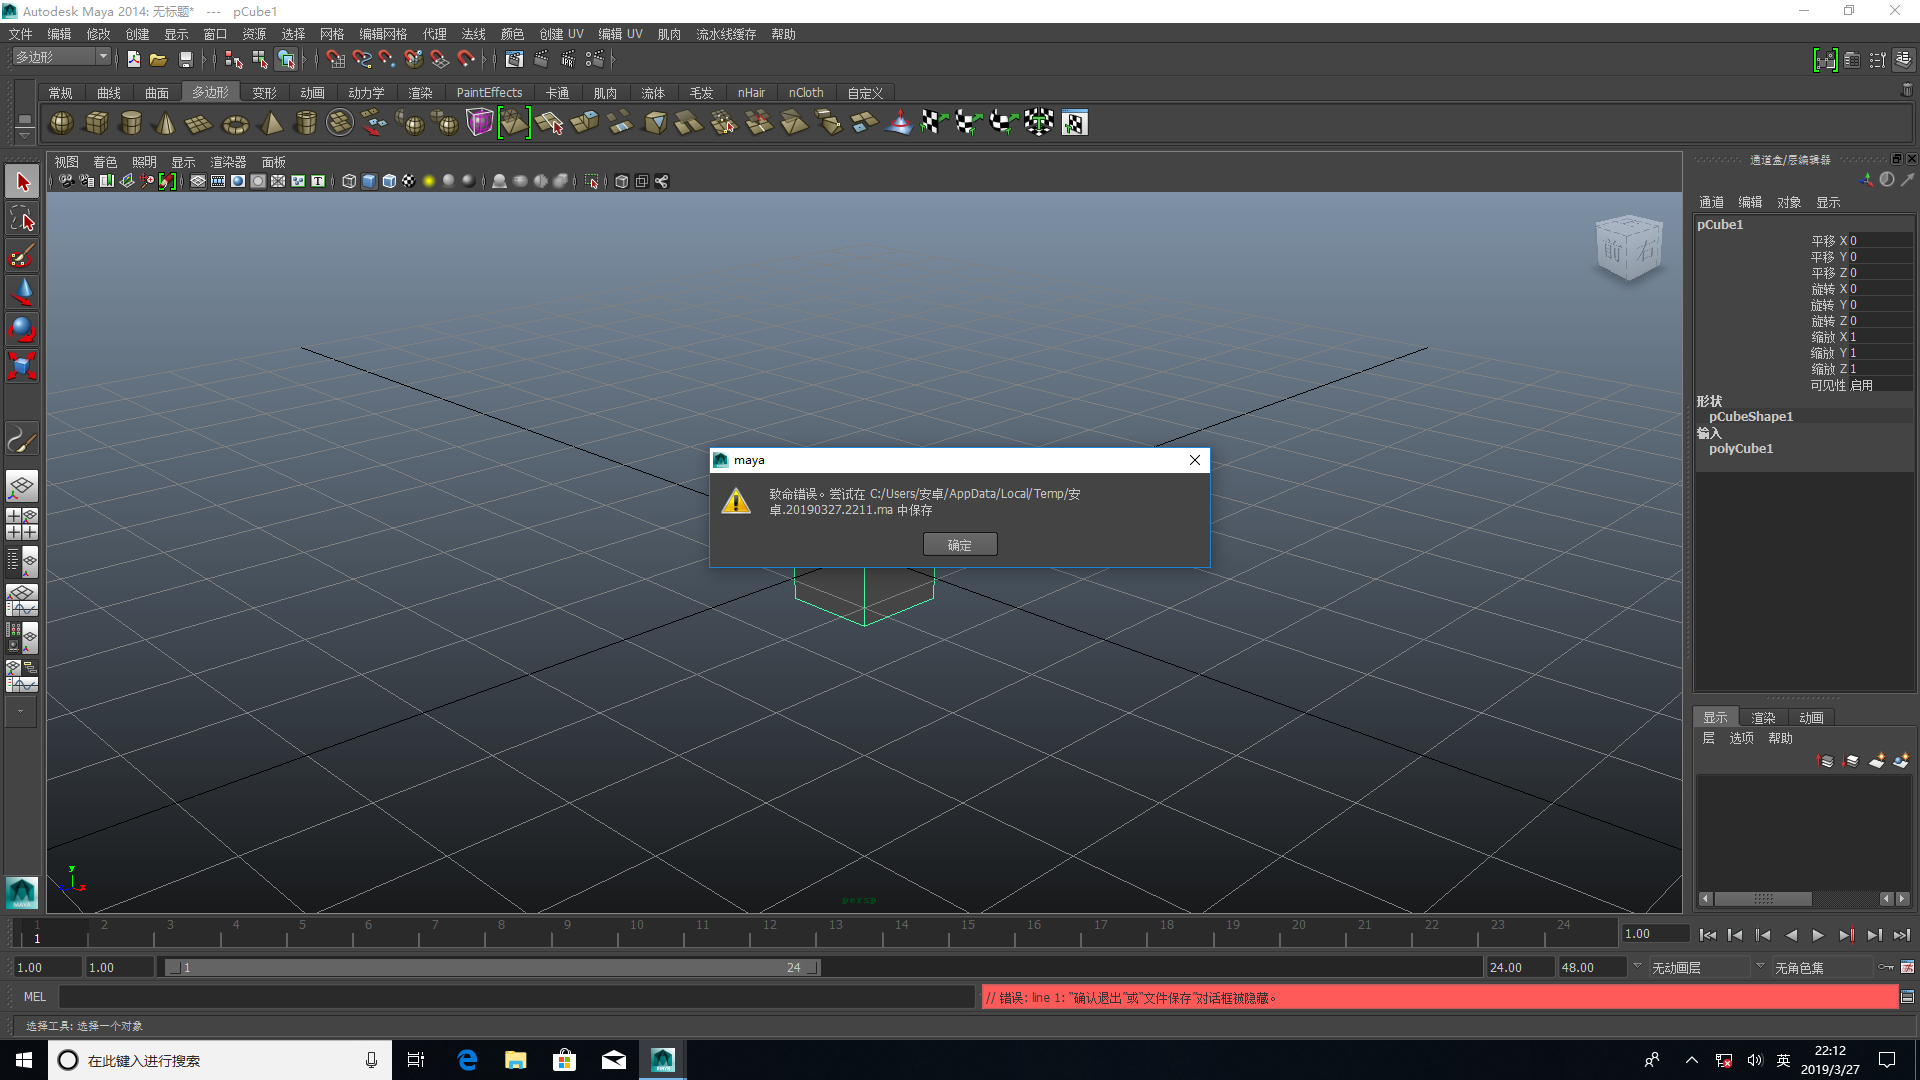 Autodesk Maya 2014: 无标题* --- pCube1
文件 编辑 修改 创建 显示 窗口 资源 选择 网格 编辑网格 代理 法线 颜色 创建 UV 编辑 UV 肌肉 流水线缓存 帮助
多边形
常规 曲线 曲面 多边形 变形 动画 动力学 渲染 PaintEffects 卡通 肌肉 流体 毛发 nHair nCloth 自定义
视图 着色 照明 显示 渲染器 面板
前 右
通道盒/层编辑器
通道 编辑 对象 显示
pCube1
平移 X 0
平移 Y 0
平移 Z 0
旋转 X 0
旋转 Y 0
旋转 Z 0
缩放 X 1
缩放 Y 1
缩放 Z 1
可见性 启用
形状
pCubeShape1
输入
polyCube1
maya
致命错误。尝试在 C:/Users/安卓/AppData/Local/Temp/安
卓.20190327.2211.ma 中保存
确定
显示 渲染 动画
层 选项 帮助
y
persp
MAYA
1 2 3 4 5 6 7 8 9 10 11 12 13 14 15 16 17 18 19 20 21 22 23 24
1
1.00
1.00 1.00 1 24 24.00 48.00 无动画层 无角色集
MEL // 错误: line 1: "确认退出"或"文件保存"对话框被隐藏。
选择工具: 选择一个对象
在此键入进行搜索
英
22:12
2019/3/27